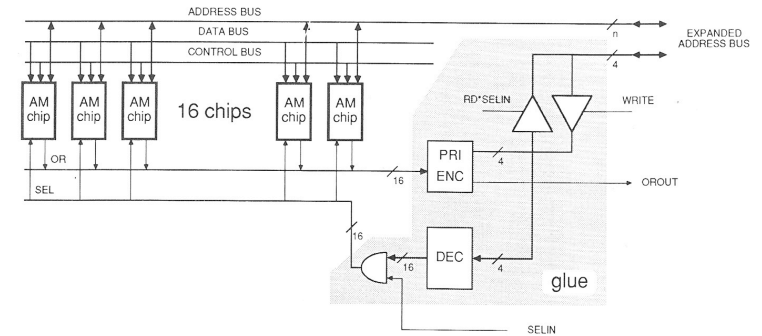 ADDRESS BUS
DATA BUS
CONTROL BUS
n
EXPANDED
ADDRESS BUS
4
AM
chip
AM
chip
AM
chip
16 chips
AM
chip
AM
chip
RD*SELIN
WRITE
OR
PRI
ENC
4
16
OROUT
SEL
16
DEC
16
4
glue
SELIN